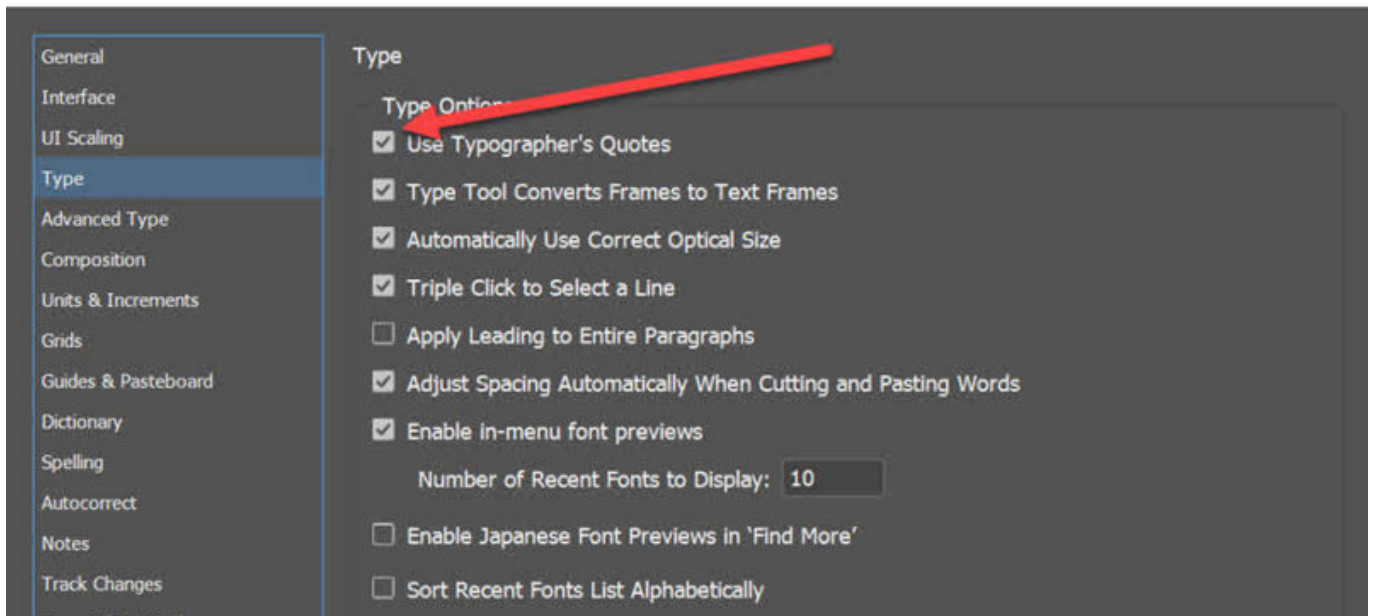 General
Interface
UI Scaling
Type
Advanced Type
Composition
Units & Increments
Grids
Guides & Pasteboard
Dictionary
Spelling
Autocorrect
Notes
Track Changes
Type
Type Options
Use Typographer's Quotes
Type Tool Converts Frames to Text Frames
Automatically Use Correct Optical Size
Triple Click to Select a Line
Apply Leading to Entire Paragraphs
Adjust Spacing Automatically When Cutting and Pasting Words
Enable in-menu font previews
Number of Recent Fonts to Display: 10
Enable Japanese Font Previews in ‘Find More’
Sort Recent Fonts List Alphabetically